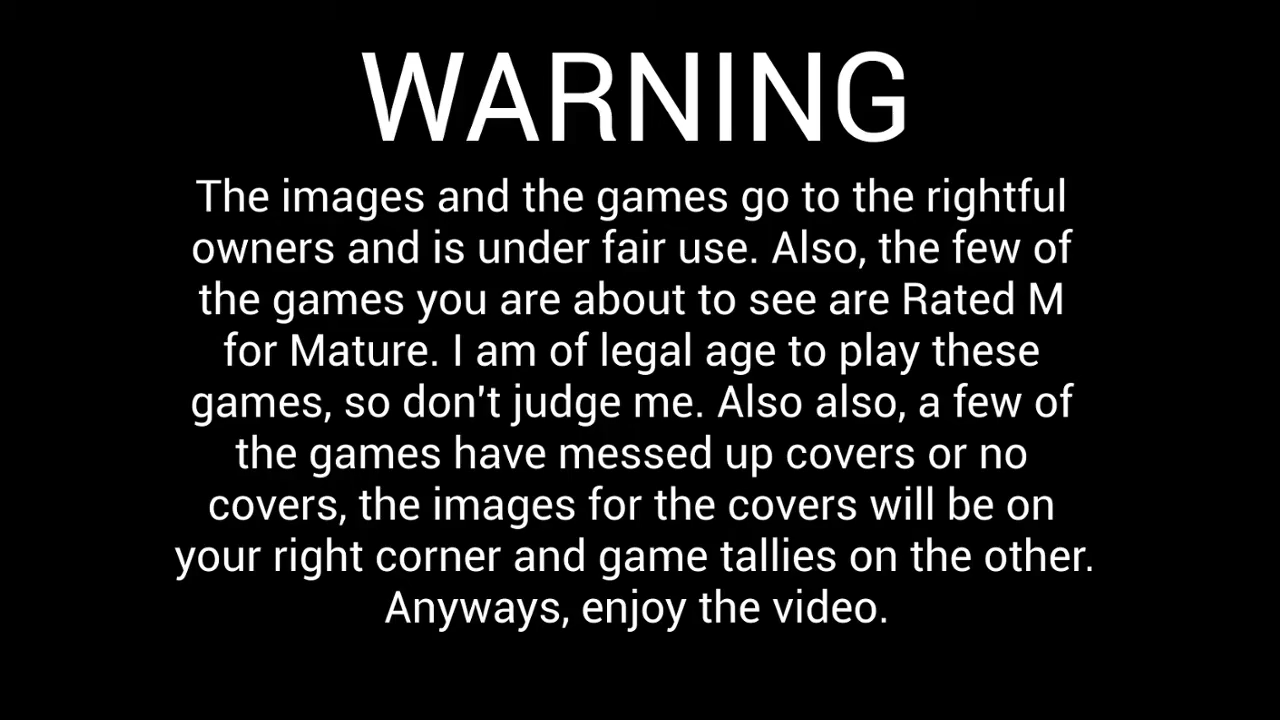 WARNING
The images and the games go to the rightful
owners and is under fair use. Also, the few of
the games you are about to see are Rated M
for Mature. I am of legal age to play these
games, so don't judge me. Also also, a few of
the games have messed up covers or no
covers, the images for the covers will be on
your right corner and game tallies on the other.
Anyways, enjoy the video.